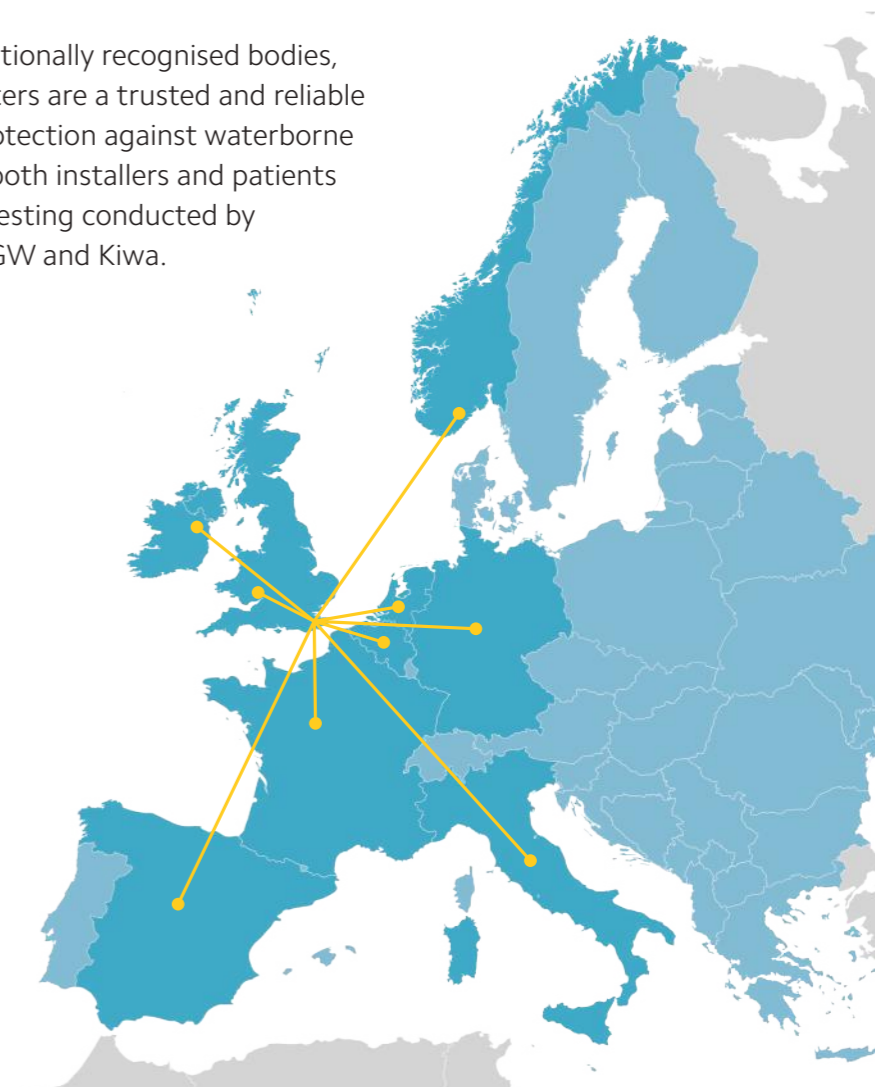 tionally recognised bodies,
ters are a trusted and reliable
otection against waterborne
both installers and patients
esting conducted by
GW and Kiwa.